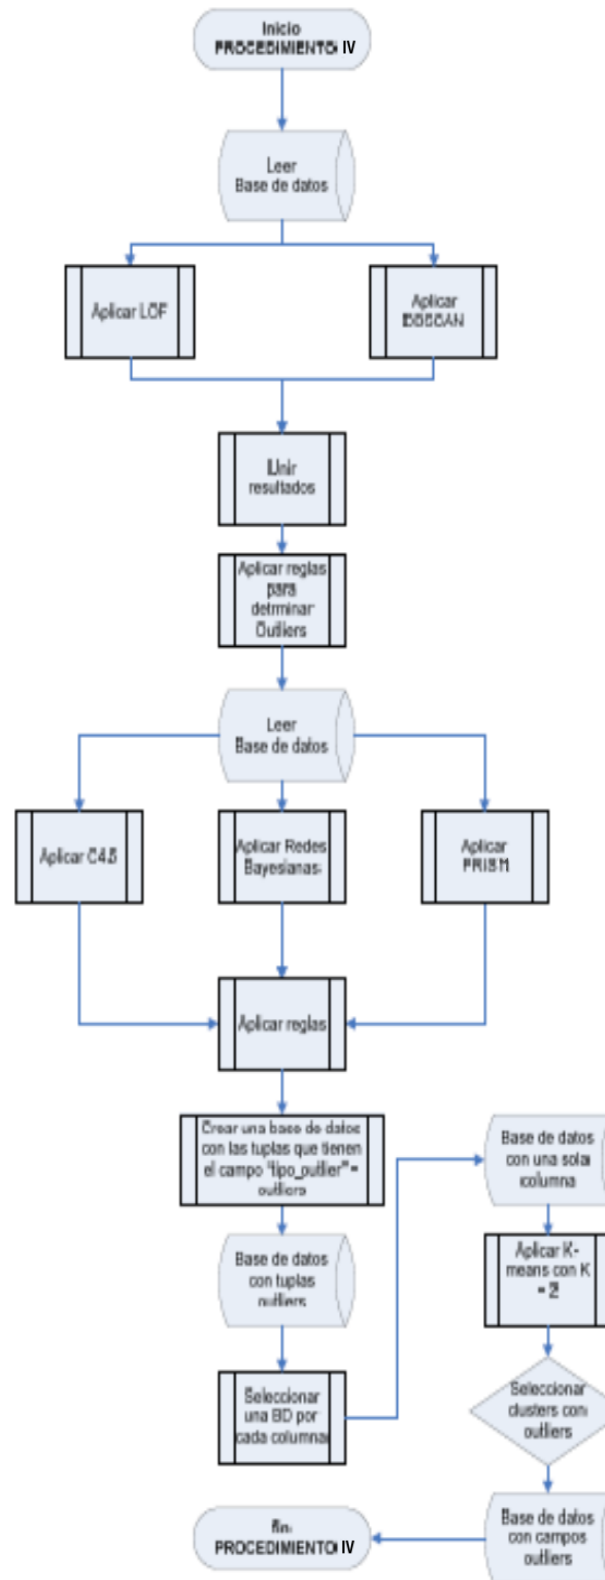 Inicio
PROCEDIMIENTO IV
Leer
Base de datos
Aplicar LOF
Aplicar
DBSCAN
Unir
resultados
Aplicar reglas
para
detrminar
Outliers
Leer
Base de datos
Aplicar C4.5
Aplicar Redes
Bayesianas
Aplicar
PRISM
Aplicar reglas
Crear una base de datos
con las tuplas que tienen
el campo "tipo_outlier" =
outliers
Base de datos
con tuplas
outliers
Seleccionar
una BD por
cada columna
Base de datos
con una sola
columna
Aplicar K-
means con K
= 2
Seleccionar
clusters con
outliers
Base de datos
con campos
outliers
fin
PROCEDIMIENTO IV